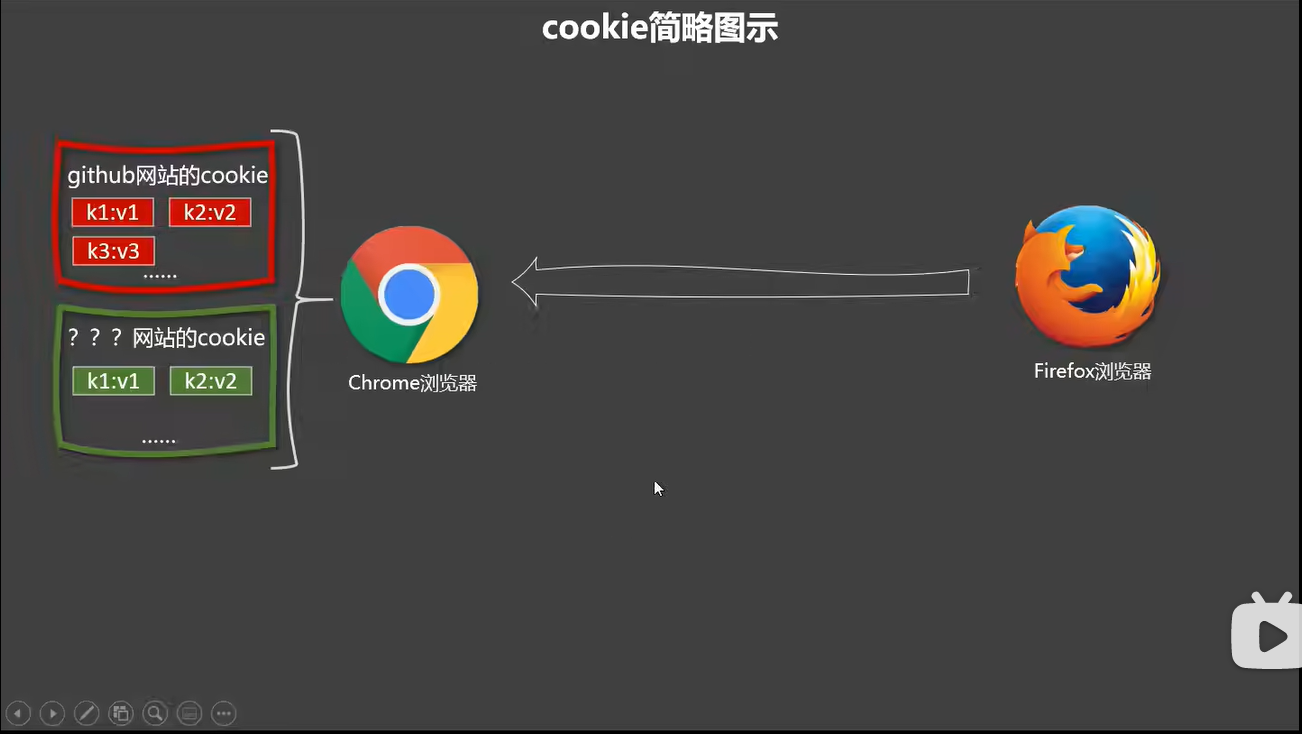 cookie简略图示
github网站的cookie
k1:v1 k2:v2
k3:v3
......
？？？网站的cookie
k1:v1 k2:v2
......
Chrome浏览器
Firefox浏览器